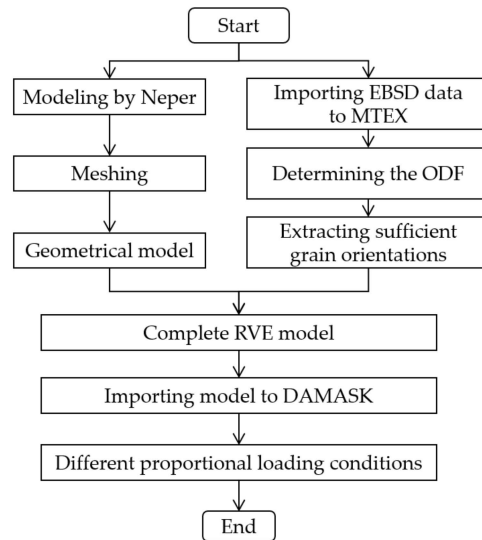 Start
Modeling by Neper
Meshing
Geometrical model
Importing EBSD data
to MTEX
Determining the ODF
Extracting sufficient
grain orientations
Complete RVE model
Importing model to DAMASK
Different proportional loading conditions
End